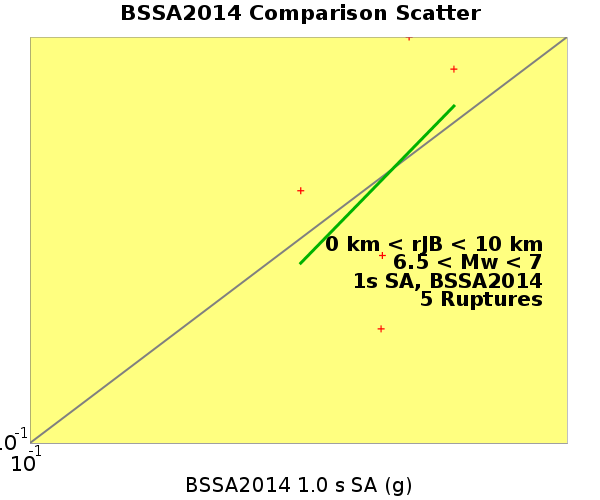 BSSA2014 Comparison Scatter
0 km < rJB < 10 km
6.5 < Mw < 7
1s SA, BSSA2014
5 Ruptures
10⁻¹
10⁻¹
BSSA2014 1.0 s SA (g)